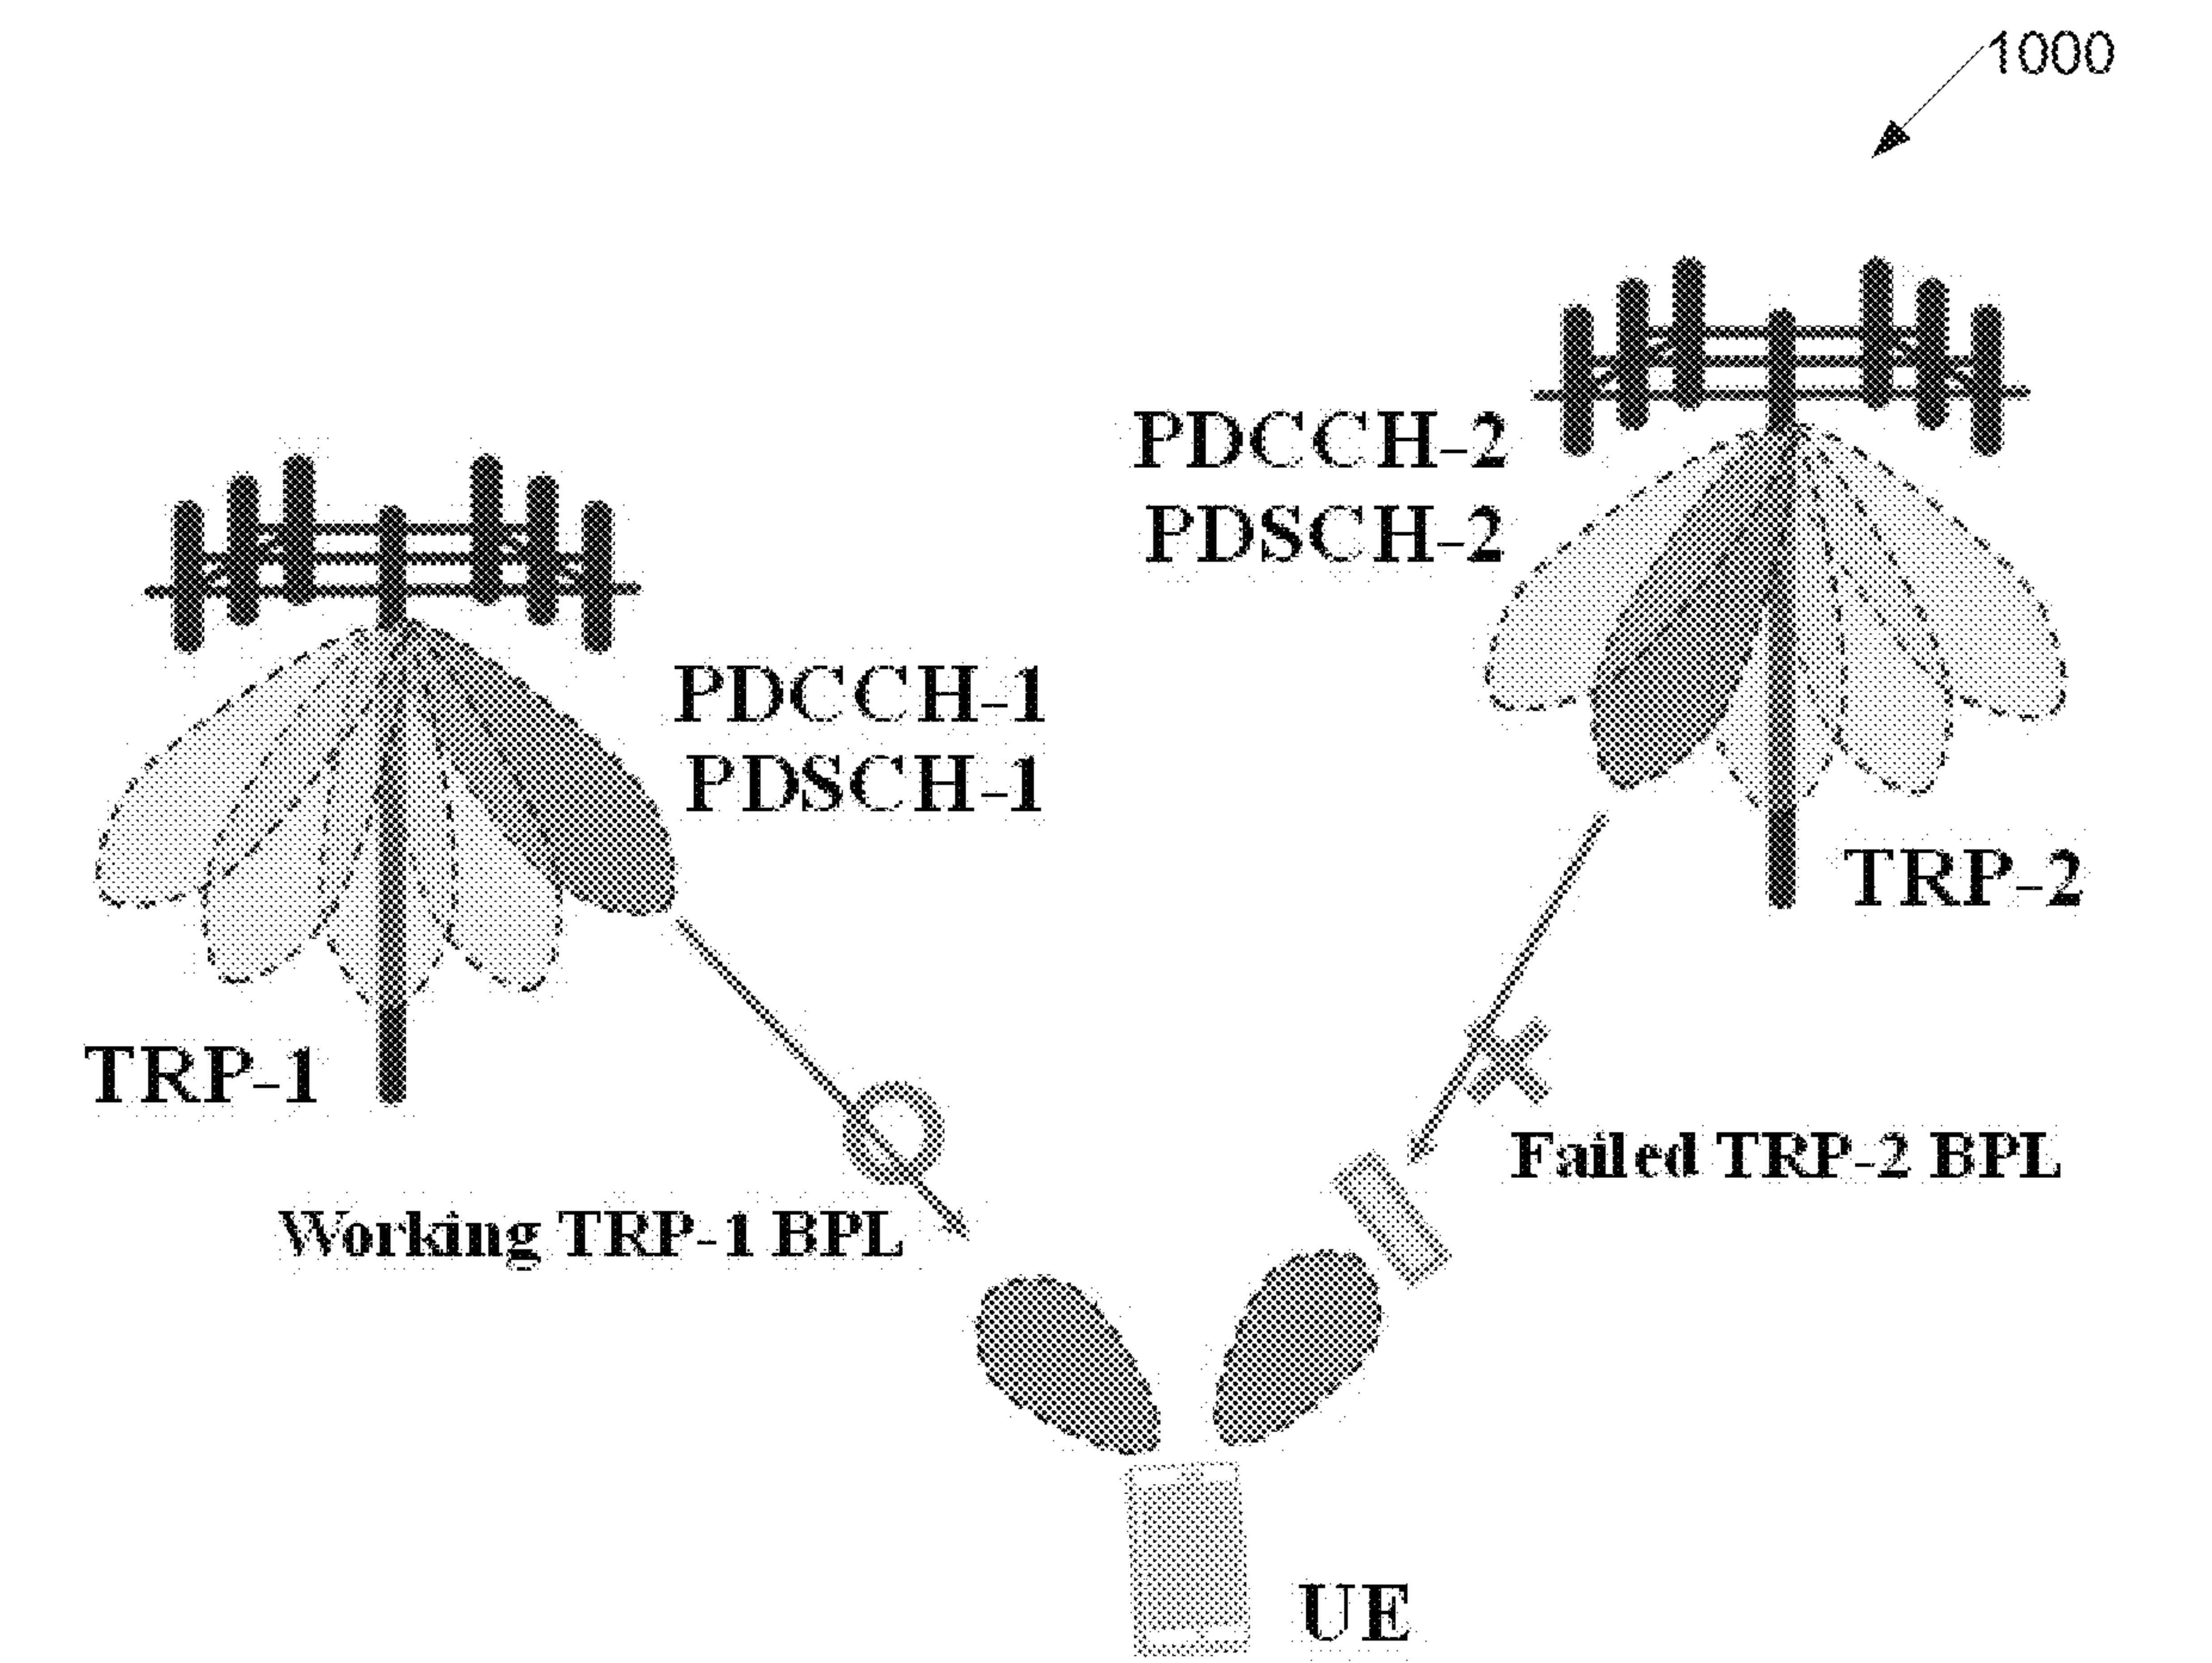 1000
PDCCH-2
PDSCH-2
PDCCH-1
PDSCH-1
TRP-2
TRP-1
Failed TRP-2 BPL
Working TRP-1 BPL
UE